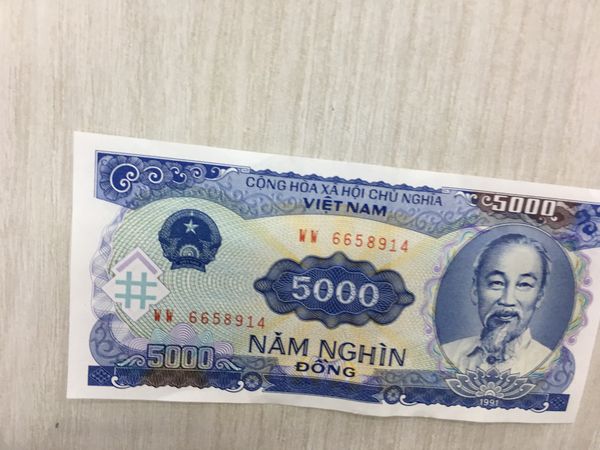 CỘNG HÒA XÃ HỘI CHỦ NGHĨA
VIỆT NAM
5000
WW 6658914
5000
WW 6658914
5000
NĂM NGHÌN
ĐỒNG
1991